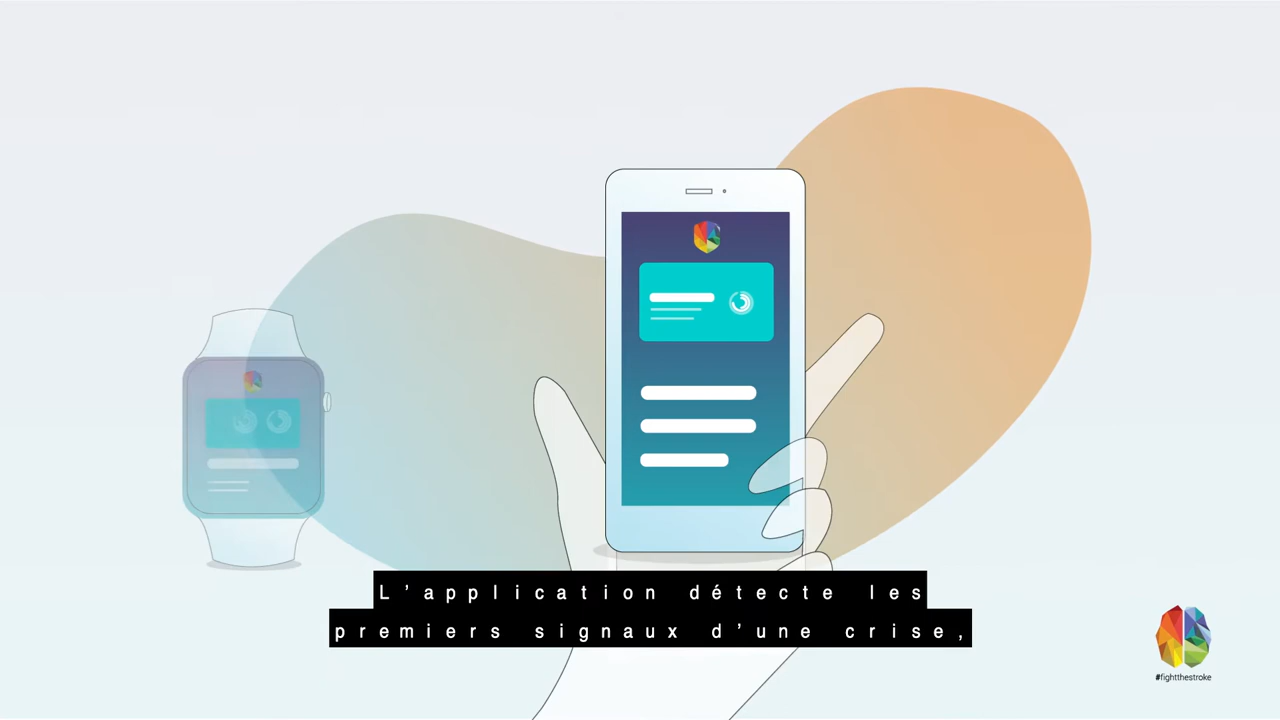 L’application détecte les
premiers signaux d’une crise,
#fightthestroke